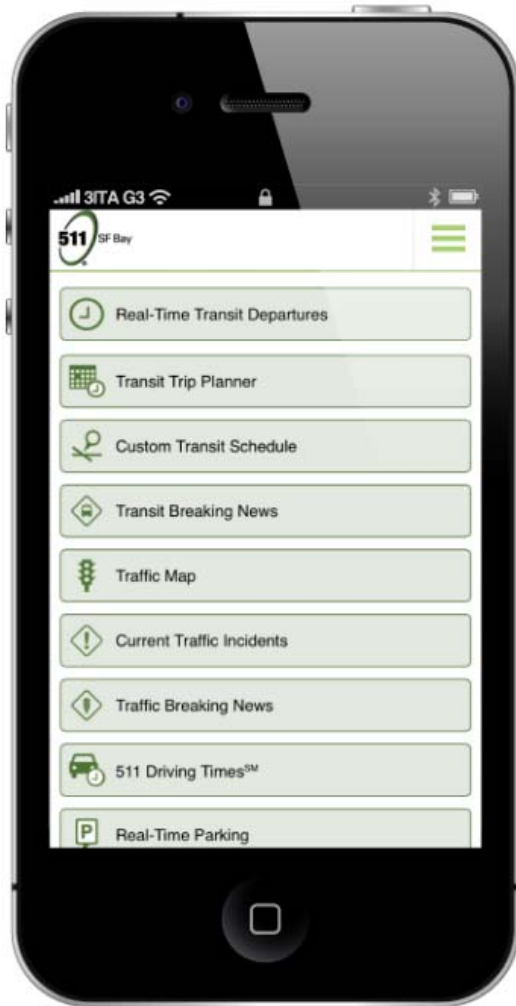 3ITA G3
511 SF Bay
Real-Time Transit Departures
Transit Trip Planner
Custom Transit Schedule
Transit Breaking News
Traffic Map
Current Traffic Incidents
Traffic Breaking News
511 Driving Times℠
P
Real-Time Parking